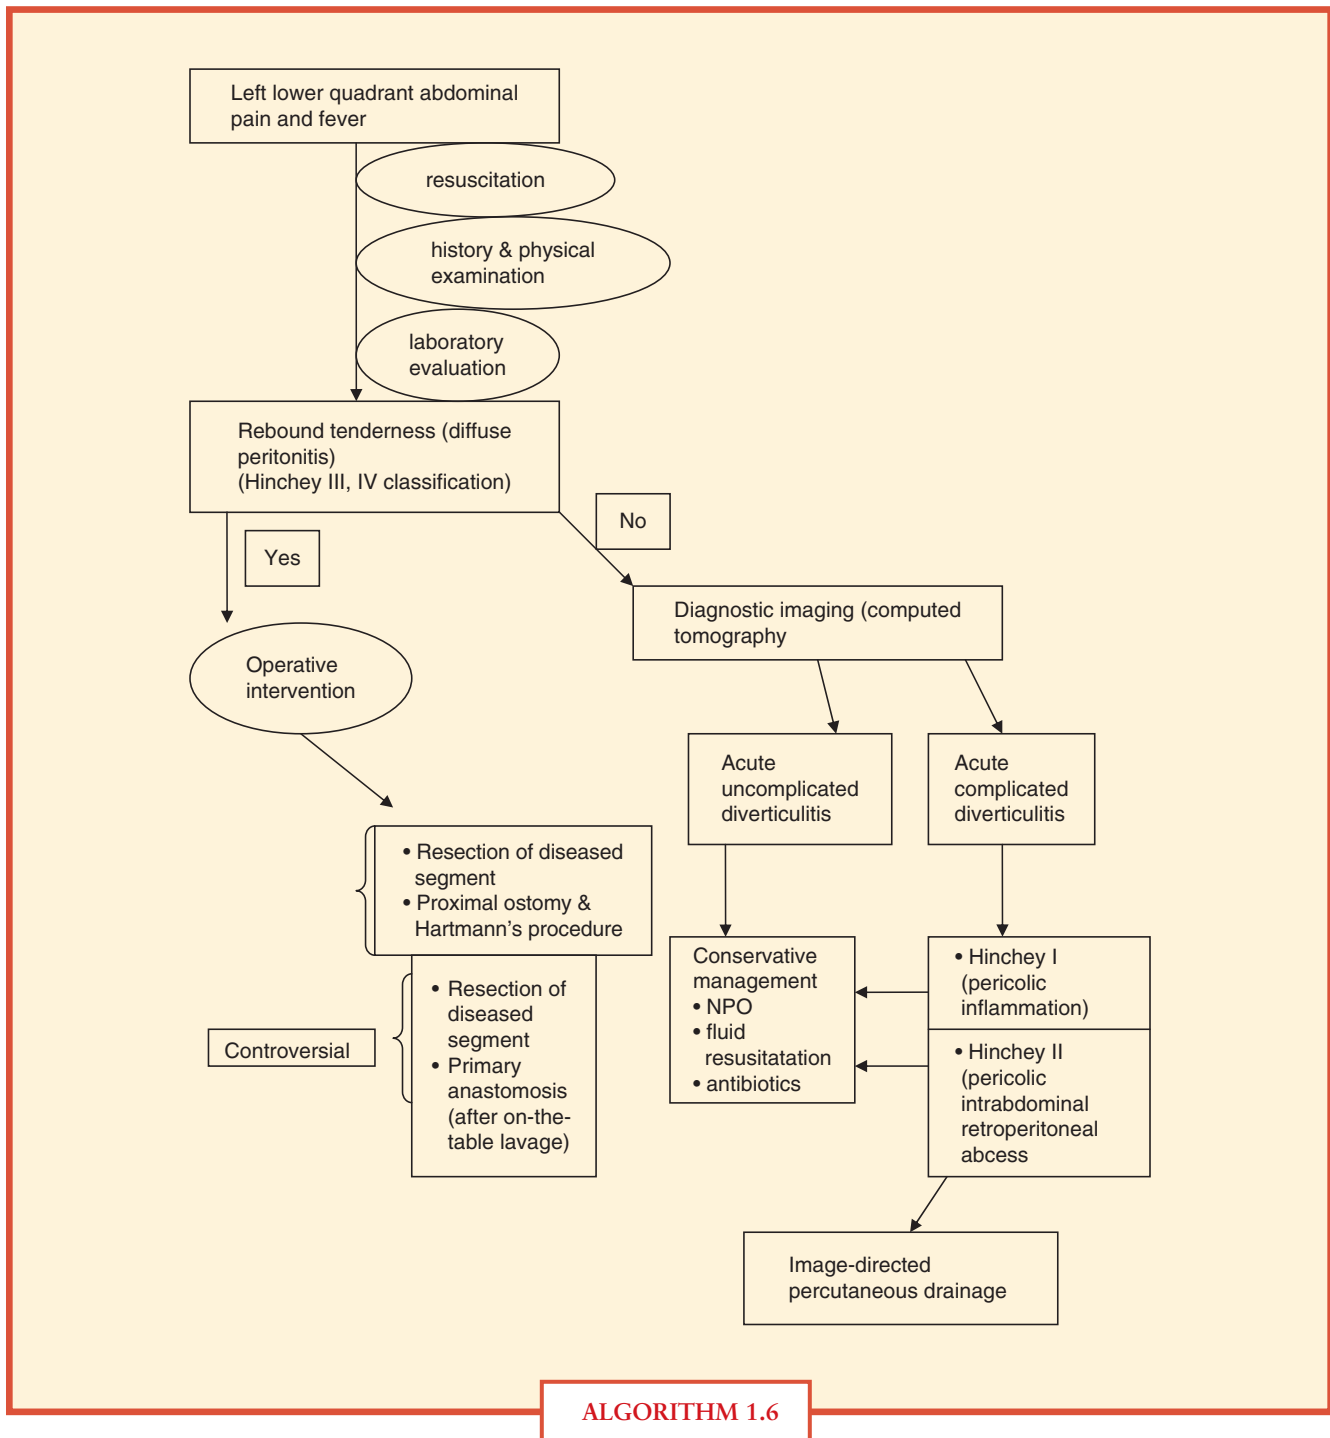 Left lower quadrant abdominal
pain and fever
resuscitation
history & physical
examination
laboratory
evaluation
Rebound tenderness (diffuse
peritonitis)
(Hinchey III, IV classification)
No
Yes
Diagnostic imaging (computed
tomography
Operative
intervention
Acute
uncomplicated
diverticulitis
Acute
complicated
diverticulitis
• Resection of diseased
segment
• Proximal ostomy &
Hartmann's procedure
Conservative
management
• NPO
• fluid
resusitatation
• antibiotics
• Hinchey I
(pericolic
inflammation)
• Hinchey II
(pericolic
intrabdominal
retroperitoneal
abcess
Controversial
• Resection of
diseased
segment
• Primary
anastomosis
(after on-the-
table lavage)
Image-directed
percutaneous drainage
ALGORITHM 1.6